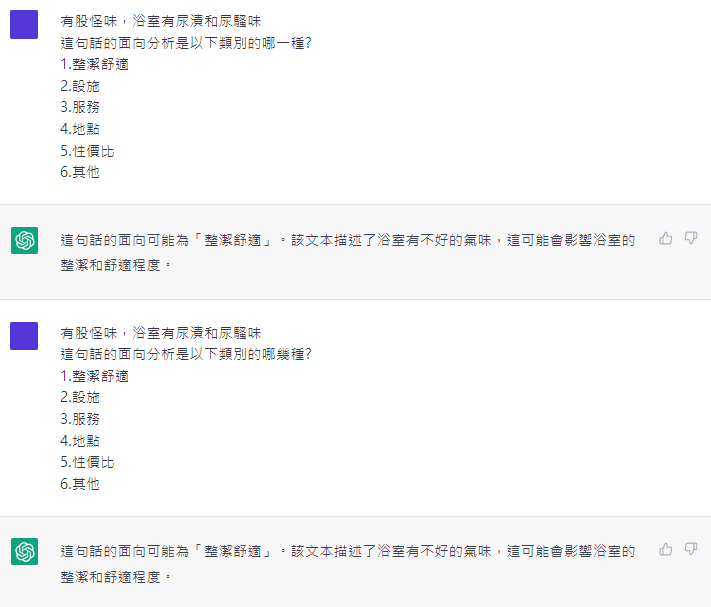 有股怪味，浴室有尿漬和尿騷味
這句話的面向分析是以下類別的哪一種?
1.整潔舒適
2.設施
3.服務
4.地點
5.性價比
6.其他
這句話的面向可能為「整潔舒適」。該文本描述了浴室有不好的氣味，這可能會影響浴室的
整潔和舒適程度。
有股怪味，浴室有尿漬和尿騷味
這句話的面向分析是以下類別的哪幾種?
1.整潔舒適
2.設施
3.服務
4.地點
5.性價比
6.其他
這句話的面向可能為「整潔舒適」。該文本描述了浴室有不好的氣味，這可能會影響浴室的
整潔和舒適程度。